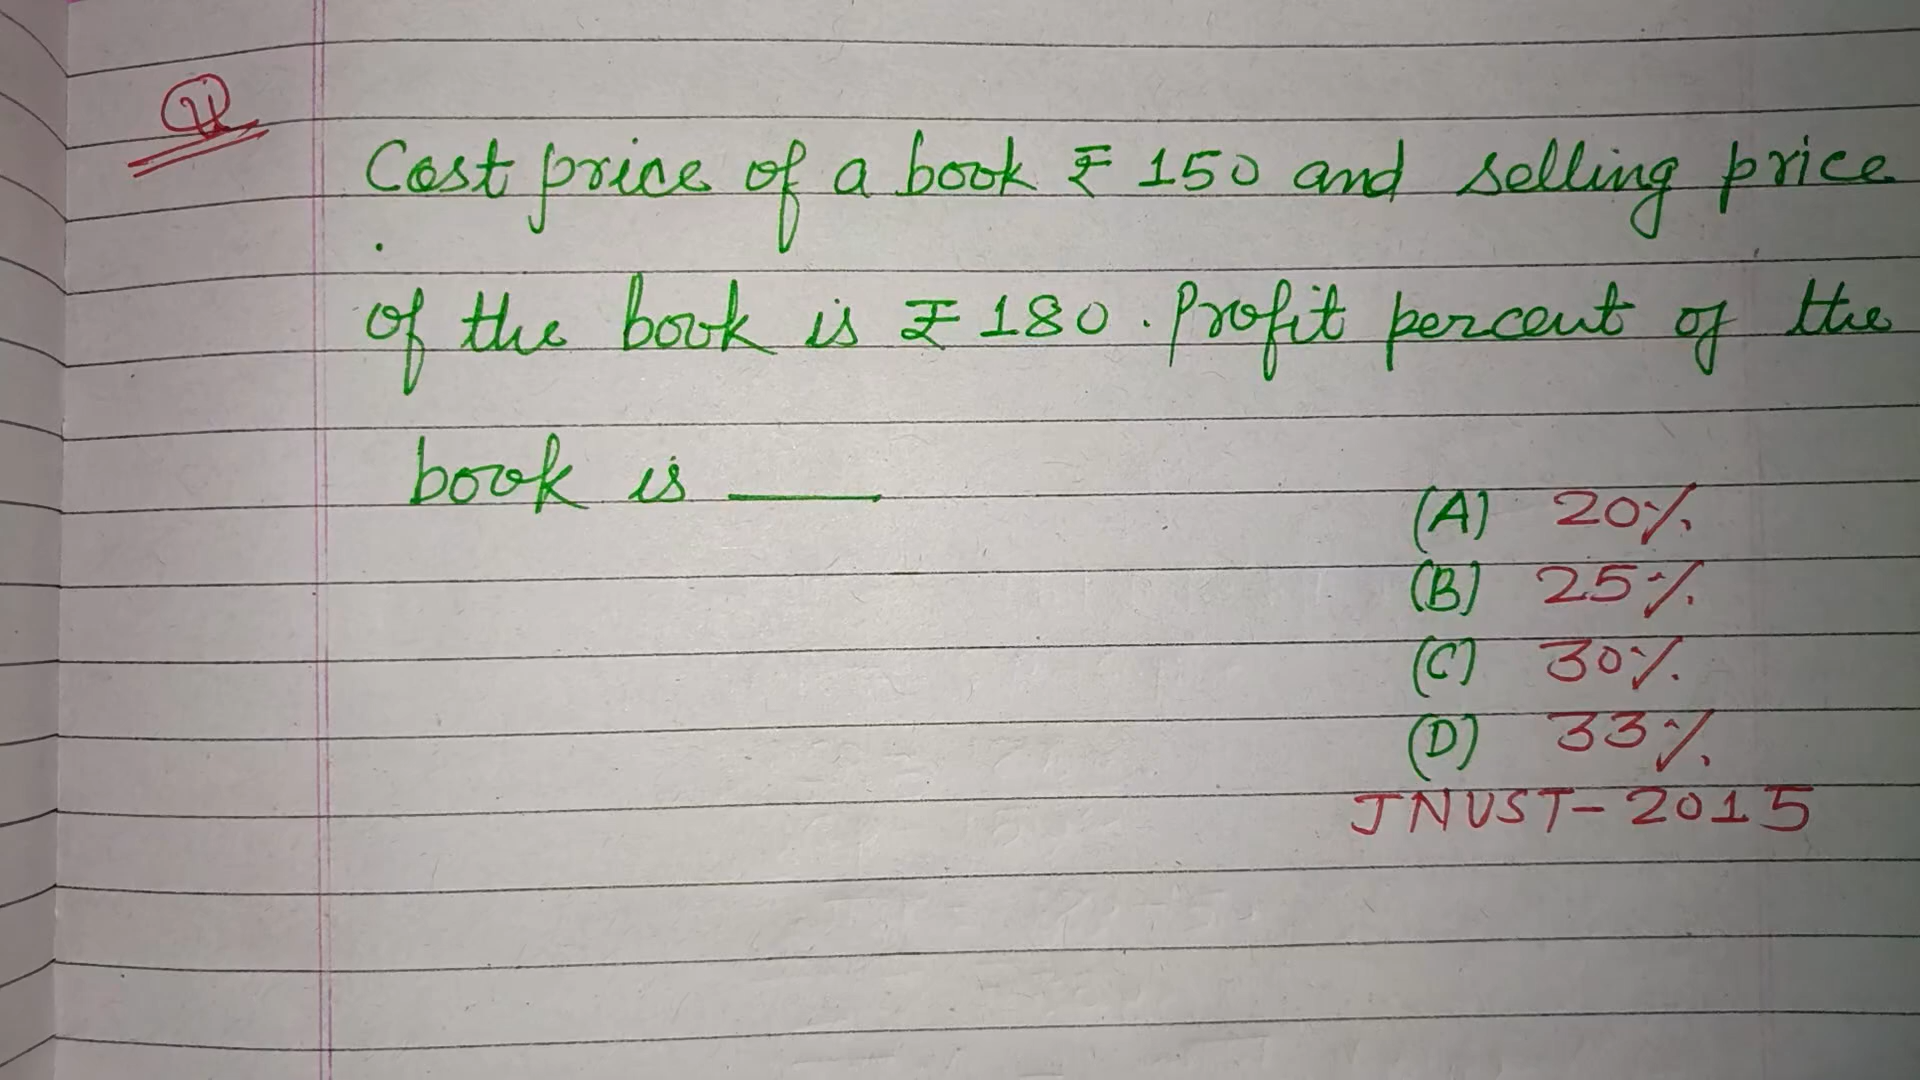 Cost price of a book ₹ 150 and selling price
of the book is ₹ 180. Profit percent of the
book is ____
(A) 20%
(B) 25%
(C) 30%
(D) 33%
JNVST-2015